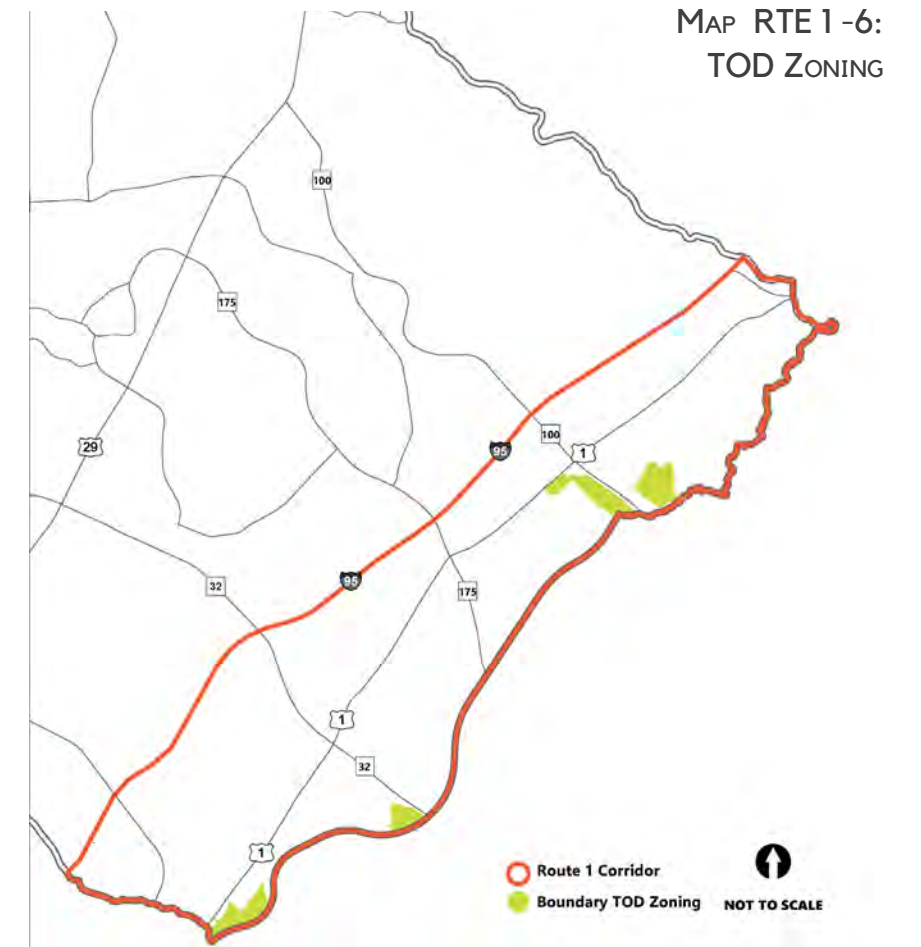 MAP RTE 1-6:
TOD ZONING
100
175
29
95
100
1
95
32
175
1
32
1
Route 1 Corridor
Boundary TOD Zoning
NOT TO SCALE